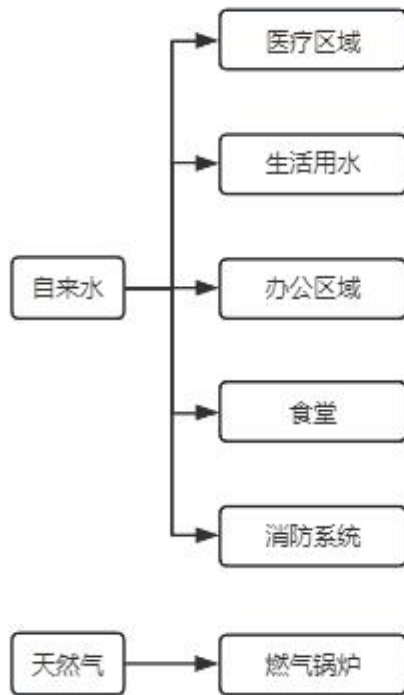 医疗区域
生活用水
自来水
办公区域
食堂
消防系统
天然气
燃气锅炉